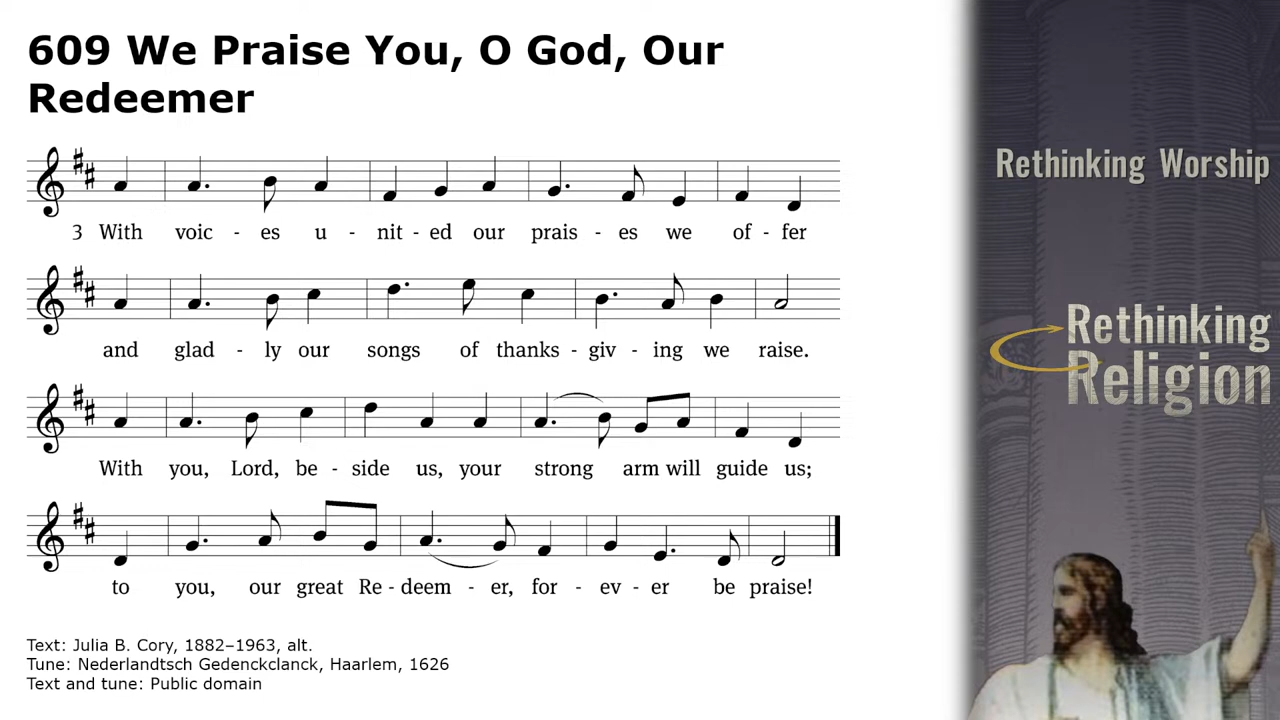 609 We Praise You, O God, Our
Redeemer
3 With voic - es u - nit - ed our prais - es we of - fer
and glad - ly our songs of thanks - giv - ing we raise.
With you, Lord, be - side us, your strong arm will guide us;
to you, our great Re - deem - er, for - ev - er be praise!
Text: Julia B. Cory, 1882–1963, alt.
Tune: Nederlandtsch Gedenckclanck, Haarlem, 1626
Text and tune: Public domain
Rethinking Worship
Rethinking
Religion